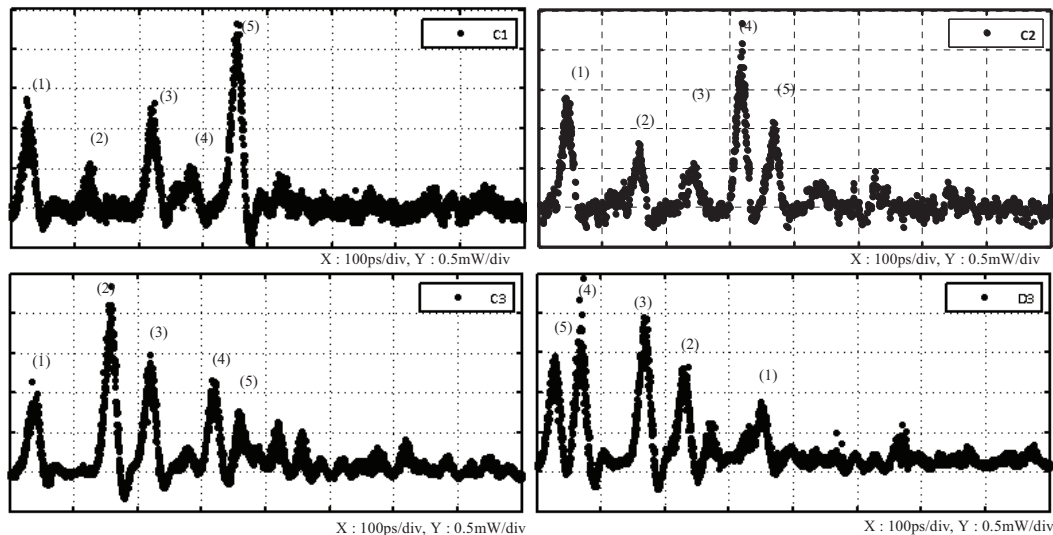 C1
(1)
(2)
(3)
(4)
(5)
X : 100ps/div, Y : 0.5mW/div
C2
(1)
(2)
(3)
(4)
(5)
X : 100ps/div, Y : 0.5mW/div
C3
(1)
(2)
(3)
(4)
(5)
X : 100ps/div, Y : 0.5mW/div
D3
(5)
(4)
(3)
(2)
(1)
X : 100ps/div, Y : 0.5mW/div